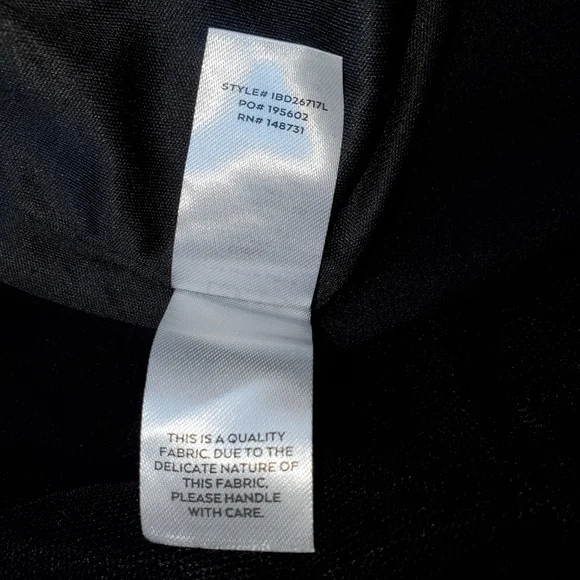 STYLE# IBD26717L
PO# 195602
RN# 148731
THIS IS A QUALITY
FABRIC. DUE TO THE
DELICATE NATURE OF
THIS FABRIC,
PLEASE HANDLE
WITH CARE.